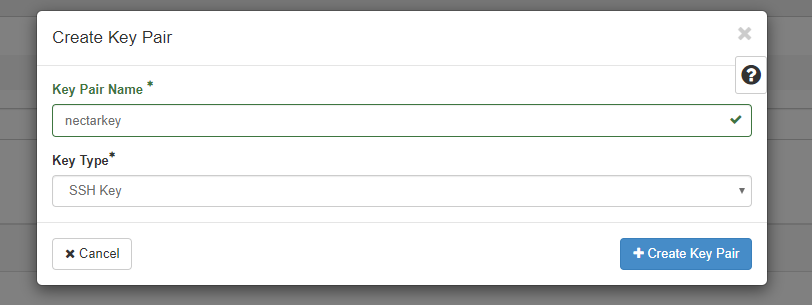 Create Key Pair
Key Pair Name *
nectarkey
Key Type*
SSH Key
Cancel
Create Key Pair